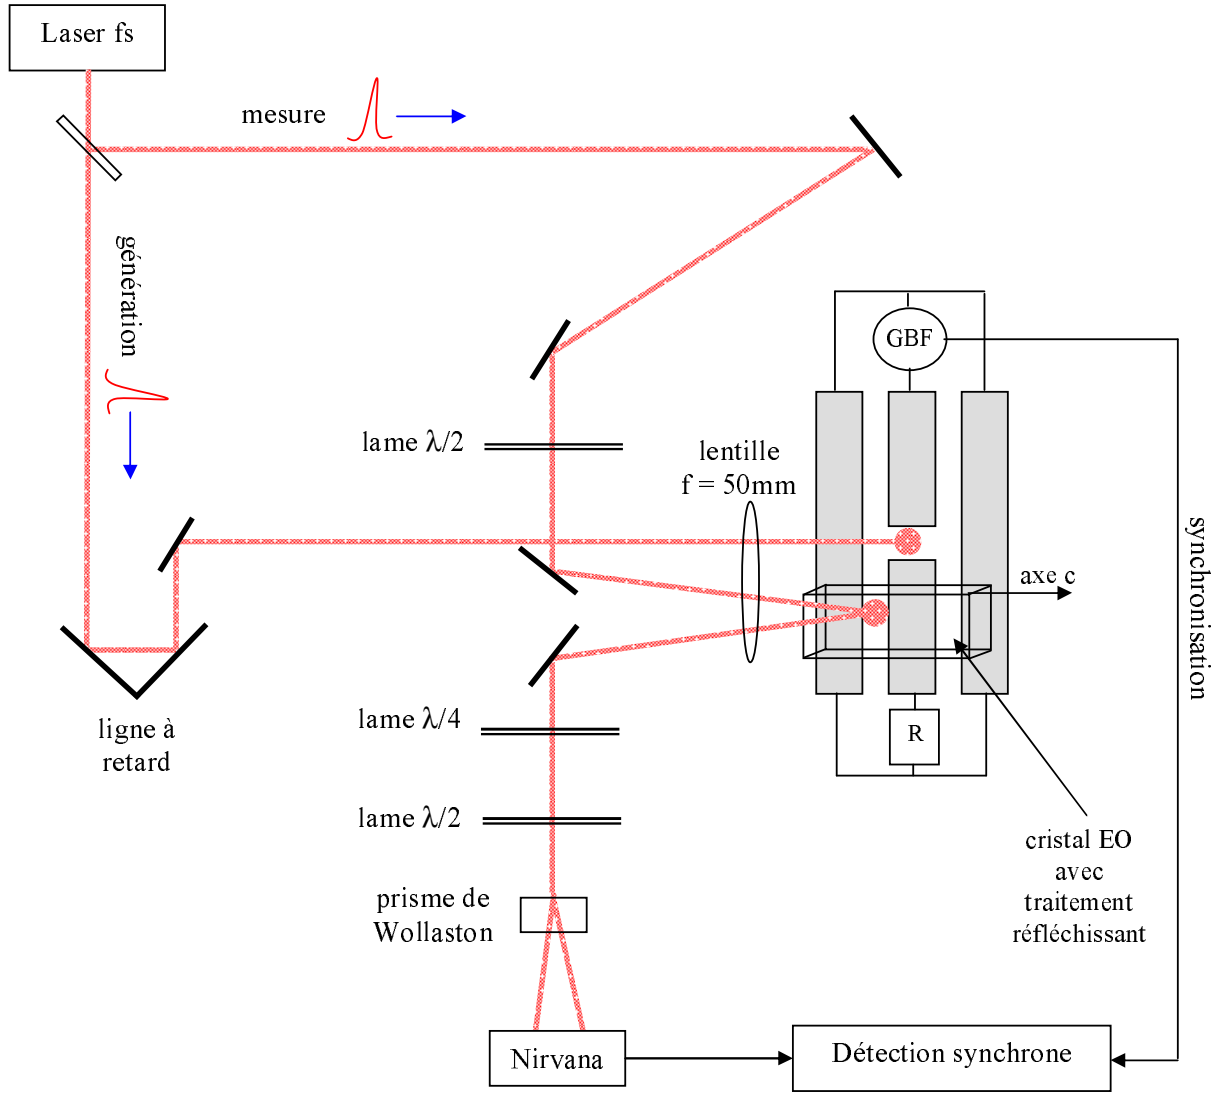 Laser fs
mesure
génération
GBF
lame λ/2
lentille
f = 50mm
synchronisation
axe c
ligne à
retard
lame λ/4
R
lame λ/2
cristal EO
avec
traitement
réfléchissant
prisme de
Wollaston
Nirvana
Détection synchrone